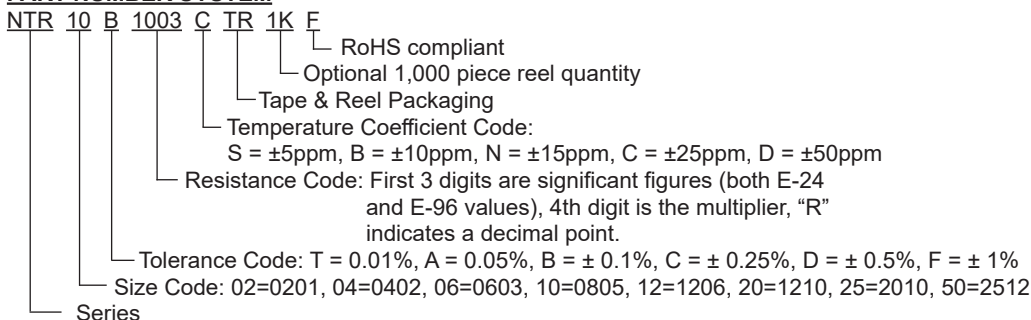 NTR 10 B 1003 C TR 1K F
RoHS compliant
Optional 1,000 piece reel quantity
Tape & Reel Packaging
Temperature Coefficient Code:
S = ±5ppm, B = ±10ppm, N = ±15ppm, C = ±25ppm, D = ±50ppm
Resistance Code: First 3 digits are significant figures (both E-24
and E-96 values), 4th digit is the multiplier, “R”
indicates a decimal point.
Tolerance Code: T = 0.01%, A = 0.05%, B = ± 0.1%, C = ± 0.25%, D = ± 0.5%, F = ± 1%
Size Code: 02=0201, 04=0402, 06=0603, 10=0805, 12=1206, 20=1210, 25=2010, 50=2512
Series